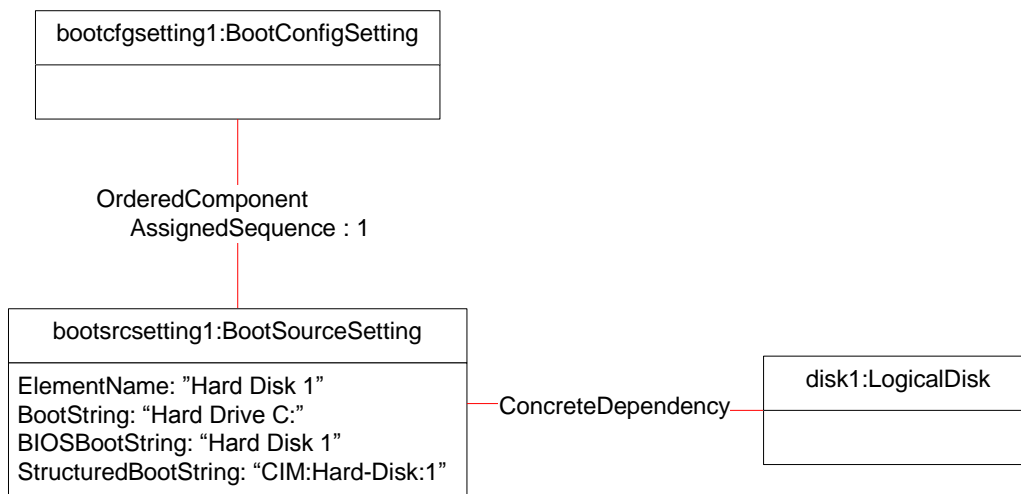 bootcfgsetting1:BootConfigSetting
OrderedComponent
AssignedSequence : 1
bootsrcsetting1:BootSourceSetting
ElementName: ”Hard Disk 1”
BootString: “Hard Drive C:”
BIOSBootString: “Hard Disk 1”
StructuredBootString: “CIM:Hard-Disk:1”
ConcreteDependency
disk1:LogicalDisk